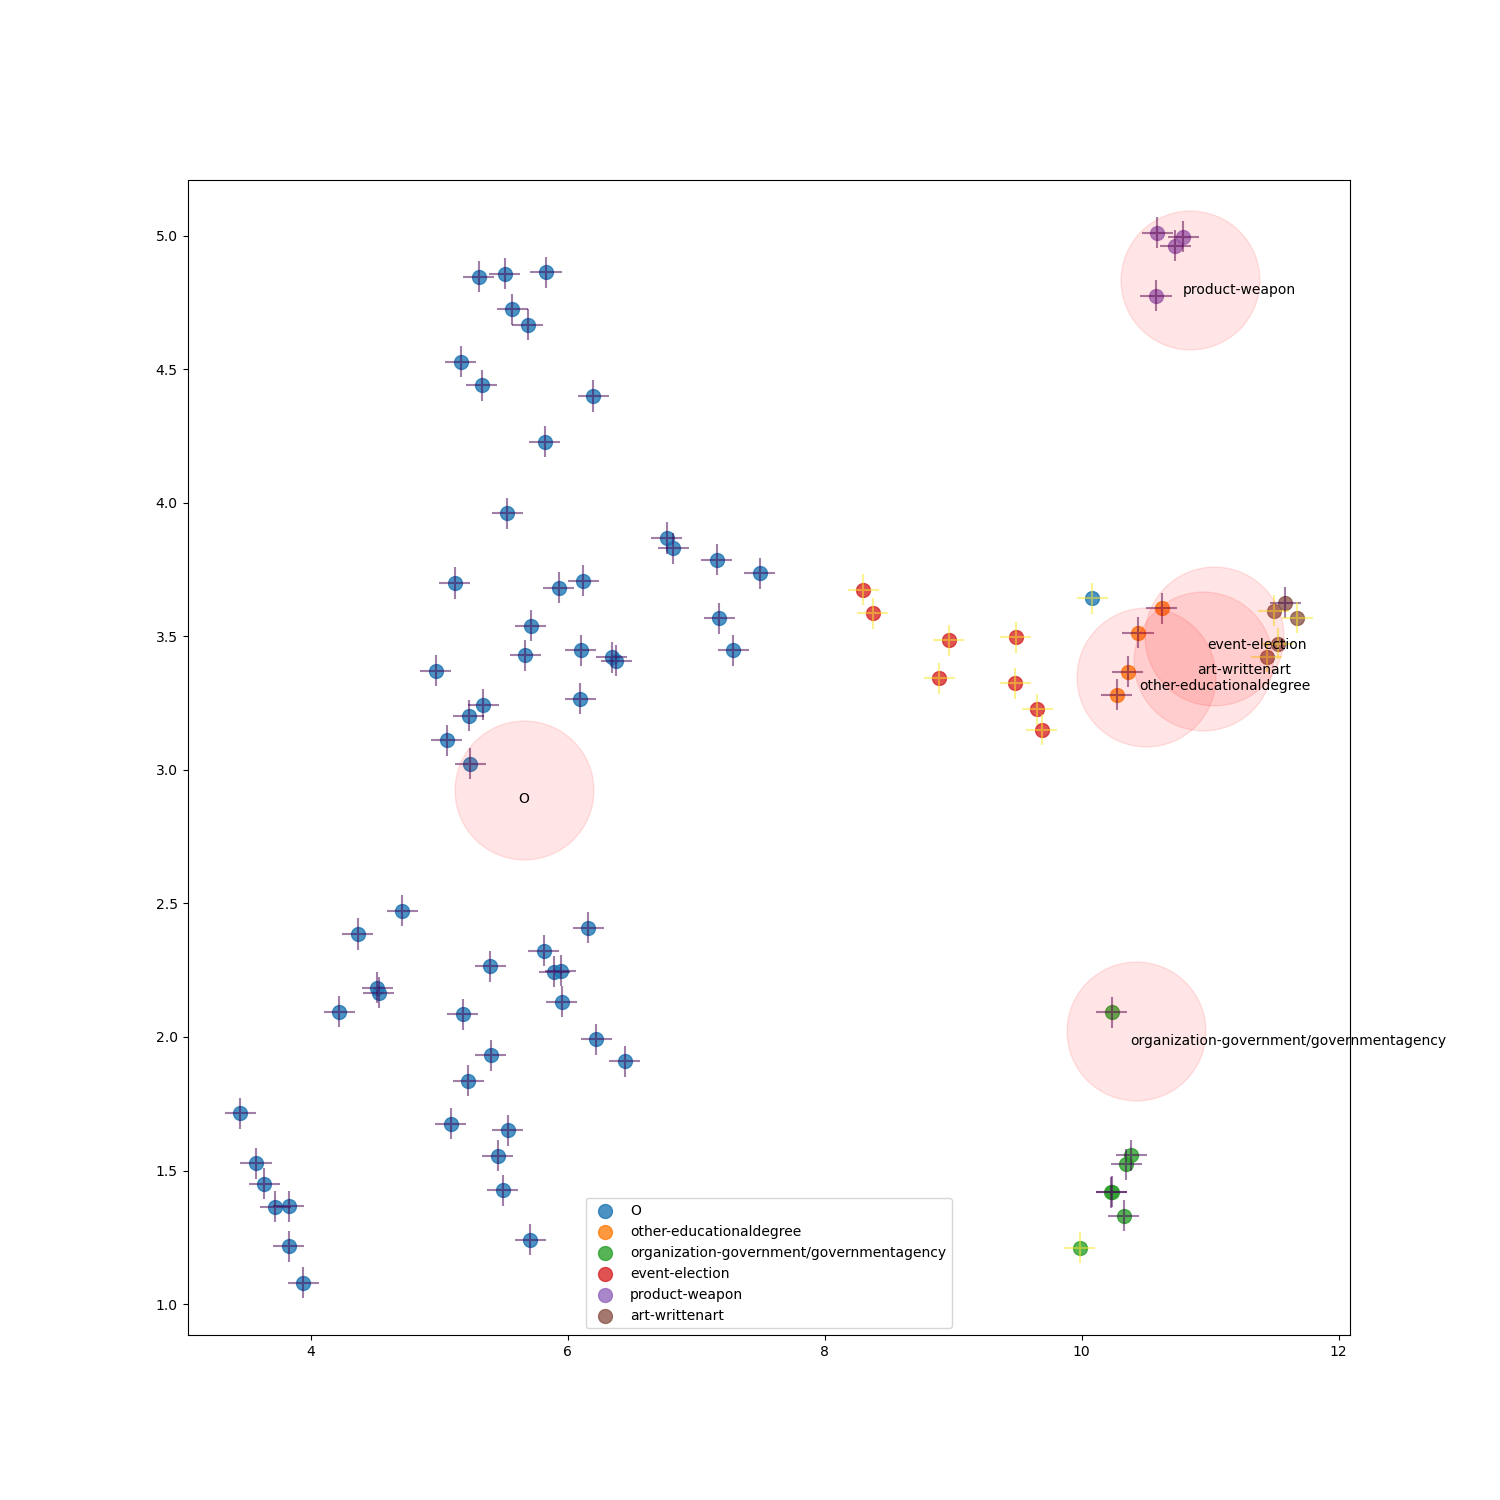 5.0
product-weapon
4.5
4.0
3.5
event-election
art-writtenart
other-educationaldegree
3.0
O
2.5
2.0
organization-government/governmentagency
1.5
1.0
O
other-educationaldegree
organization-government/governmentagency
event-election
product-weapon
art-writtenart
4 6 8 10 12